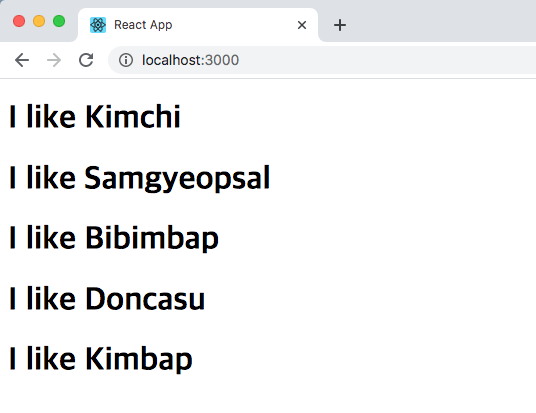 React App
localhost:3000
I like Kimchi
I like Samgyeopsal
I like Bibimbap
I like Doncasu
I like Kimbap